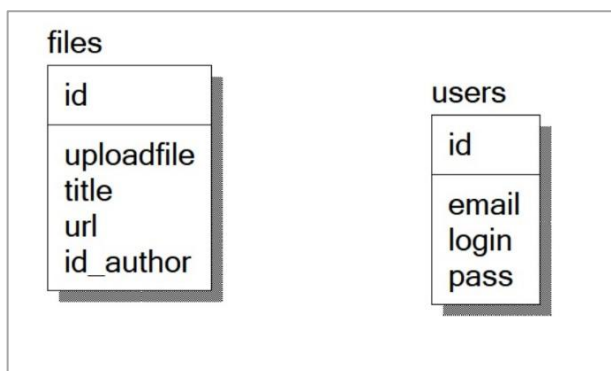 files
id
uploadfile
title
url
id_author
users
id
email
login
pass